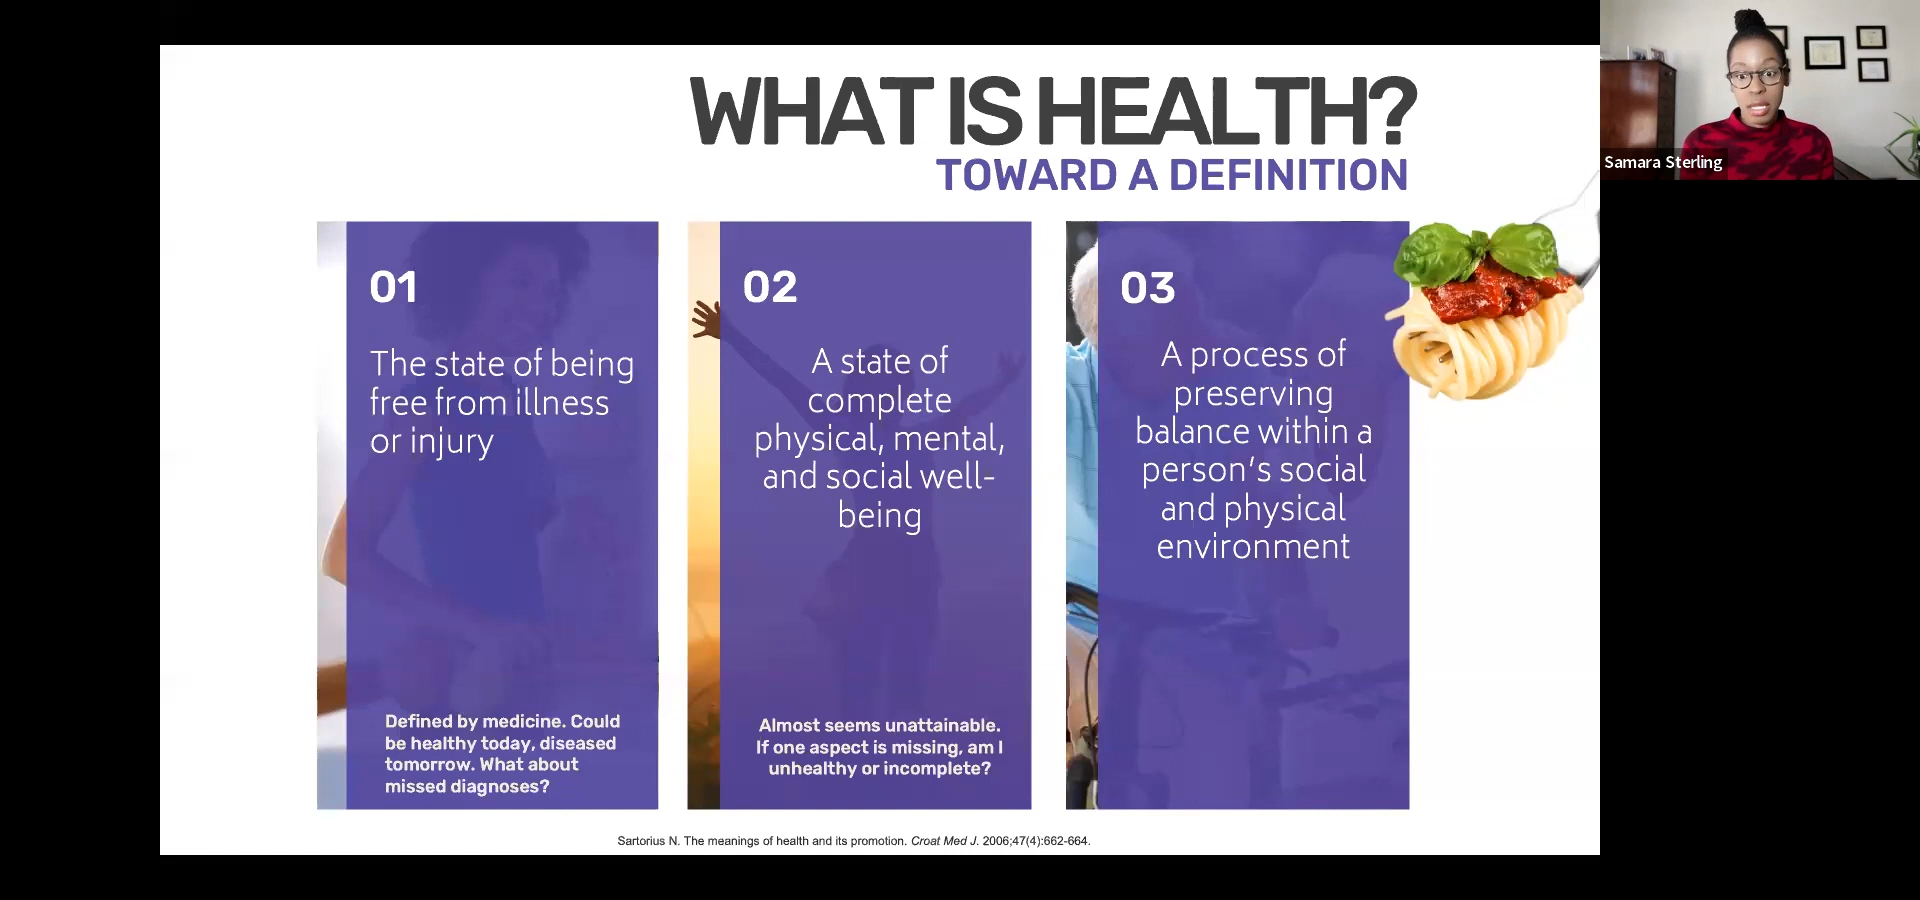 WHAT IS HEALTH?
TOWARD A DEFINITION
01
The state of being
free from illness
or injury
Defined by medicine. Could
be healthy today, diseased
tomorrow. What about
missed diagnoses?
02
A state of
complete
physical, mental,
and social well-
being
Almost seems unattainable.
If one aspect is missing, am I
unhealthy or incomplete?
03
A process of
preserving
balance within a
person's social
and physical
environment
Sartorius N. The meanings of health and its promotion. Croat Med J. 2006;47(4):662-664.
Samara Sterling